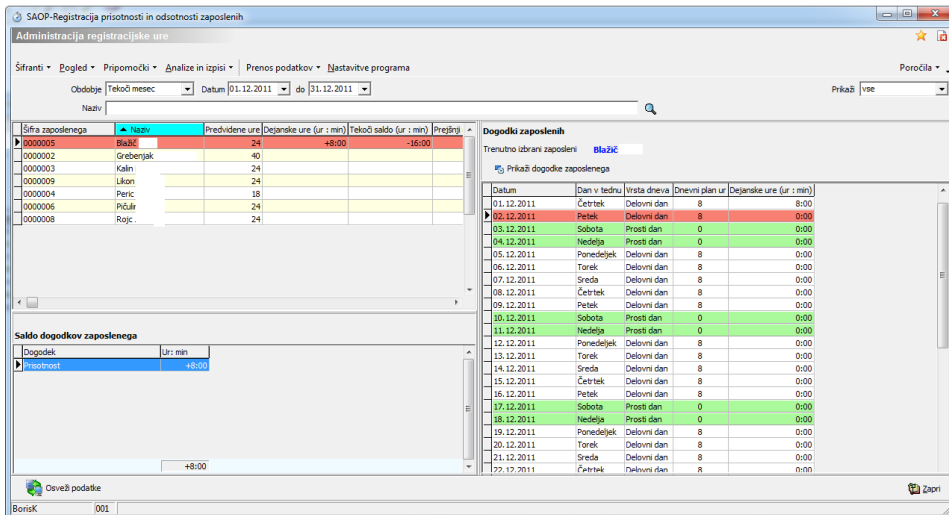 SAOP-Registracija prisotnosti in odsotnosti zaposlenih
Administracija registracijske ure
Šifranti Pogled Pripomočki Analize in izpisi Prenos podatkov Nastavitve programa Poročila
Obdobje Tekoči mesec Datum 01.12.2011 do 31.12.2011 Prikaži vse
Naziv
Šifra zaposlenega Naziv Predvidene ure Dejanske ure (ur : min) Tekoči saldo (ur : min) Prejšnji
0000005 Blažič 24 +8:00 -16:00
0000002 Grebenjak 40
0000003 Kalin 24
0000009 Likon 24
0000004 Peric 18
0000006 Pičulir 24
0000008 Rojc 24
Saldo dogodkov zaposlenega
Dogodek Ur: min
Prisotnost +8:00
+8:00
Dogodki zaposlenih
Trenutno izbrani zaposleni Blažič
Prikaži dogodke zaposlenega
Datum Dan v tednu Vrsta dneva Dnevni plan ur Dejanske ure (ur : min)
01.12.2011 Četrtek Delovni dan 8 8:00
02.12.2011 Petek Delovni dan 8 0:00
03.12.2011 Sobota Prosti dan 0 0:00
04.12.2011 Nedelja Prosti dan 0 0:00
05.12.2011 Ponedeljek Delovni dan 8 0:00
06.12.2011 Torek Delovni dan 8 0:00
07.12.2011 Sreda Delovni dan 8 0:00
08.12.2011 Četrtek Delovni dan 8 0:00
09.12.2011 Petek Delovni dan 8 0:00
10.12.2011 Sobota Prosti dan 0 0:00
11.12.2011 Nedelja Prosti dan 0 0:00
12.12.2011 Ponedeljek Delovni dan 8 0:00
13.12.2011 Torek Delovni dan 8 0:00
14.12.2011 Sreda Delovni dan 8 0:00
15.12.2011 Četrtek Delovni dan 8 0:00
16.12.2011 Petek Delovni dan 8 0:00
17.12.2011 Sobota Prosti dan 0 0:00
18.12.2011 Nedelja Prosti dan 0 0:00
19.12.2011 Ponedeljek Delovni dan 8 0:00
20.12.2011 Torek Delovni dan 8 0:00
21.12.2011 Sreda Delovni dan 8 0:00
22.12.2011 Četrtek Delovni dan 8 0:00
Osveži podatke Zapri
BorisK 001